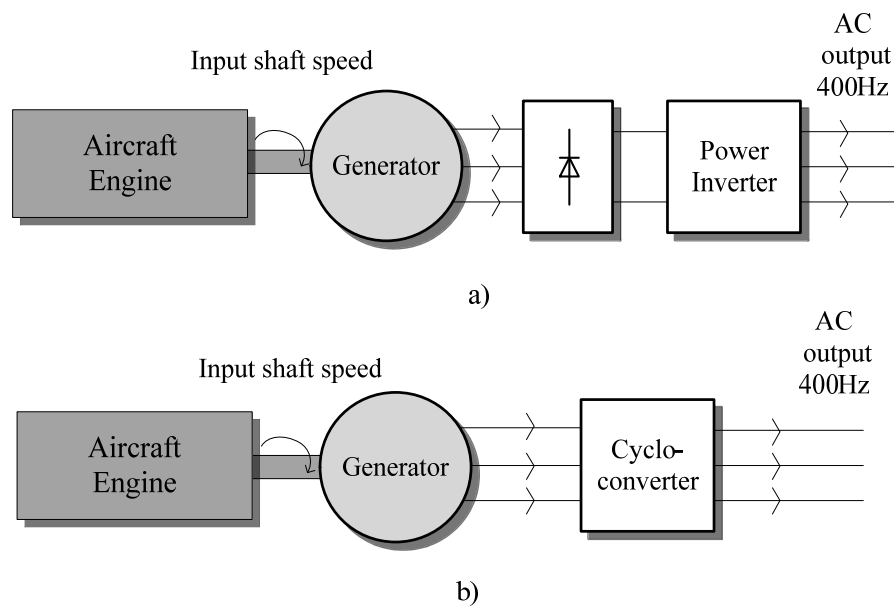 AC
output
400Hz
Input shaft speed
Aircraft
Engine
Generator
Power
Inverter
a)
AC
output
400Hz
Input shaft speed
Aircraft
Engine
Generator
Cyclo-
converter
b)